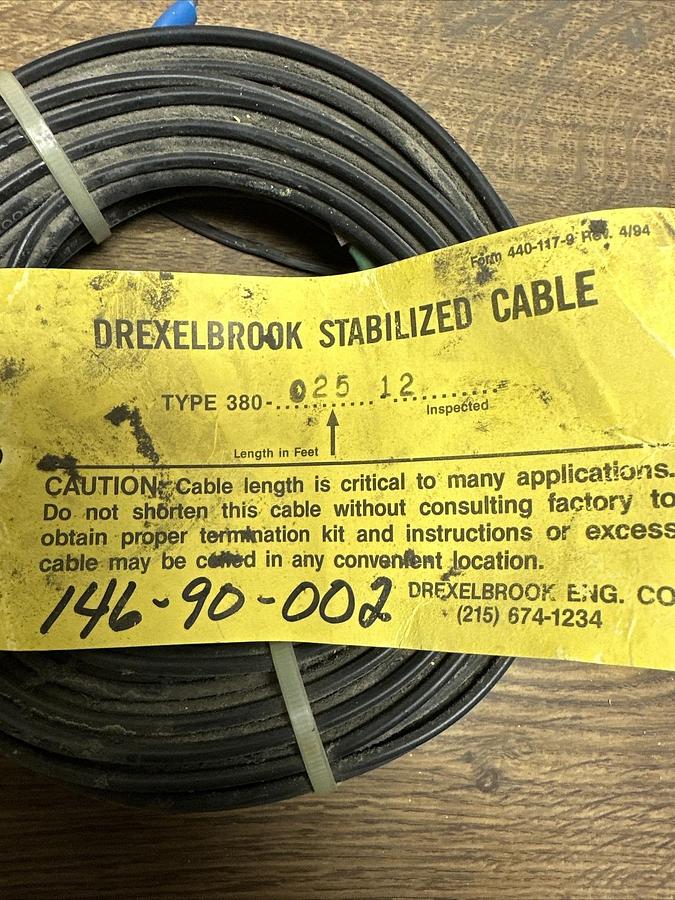 Form 440-117-9 Rev. 4/94
DREXELBROOK STABILIZED CABLE
TYPE 380-025 12
Inspected
Length in Feet
CAUTION: Cable length is critical to many applications.
Do not shorten this cable without consulting factory to
obtain proper termination kit and instructions or excess
cable may be coiled in any convenient location.
146-90-002
DREXELBROOK ENG. CO
(215) 674-1234